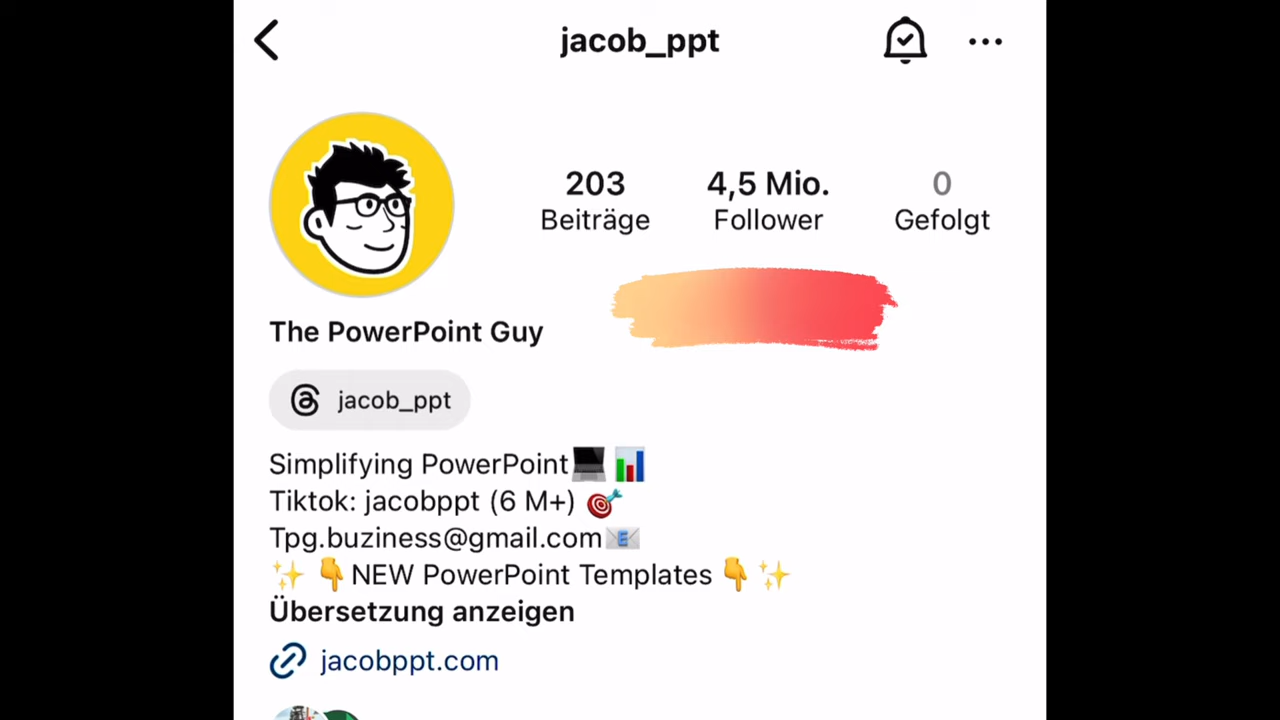 jacob_ppt
203
4,5 Mio.
0
Beiträge
Follower
Gefolgt
The PowerPoint Guy
jacob_ppt
Simplifying PowerPoint💻📊
Tiktok: jacobppt (6 M+) 🎯
Tpg.buziness@gmail.com📧
✨👇NEW PowerPoint Templates👇✨
Übersetzung anzeigen
jacobppt.com